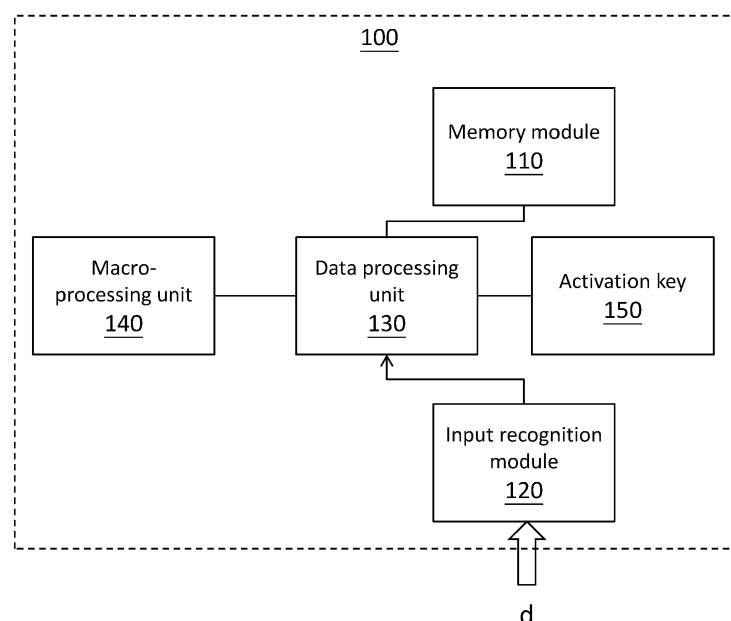 100
Memory module
110
Macro-
processing unit
140
Data processing
unit
130
Activation key
150
Input recognition
module
120
d